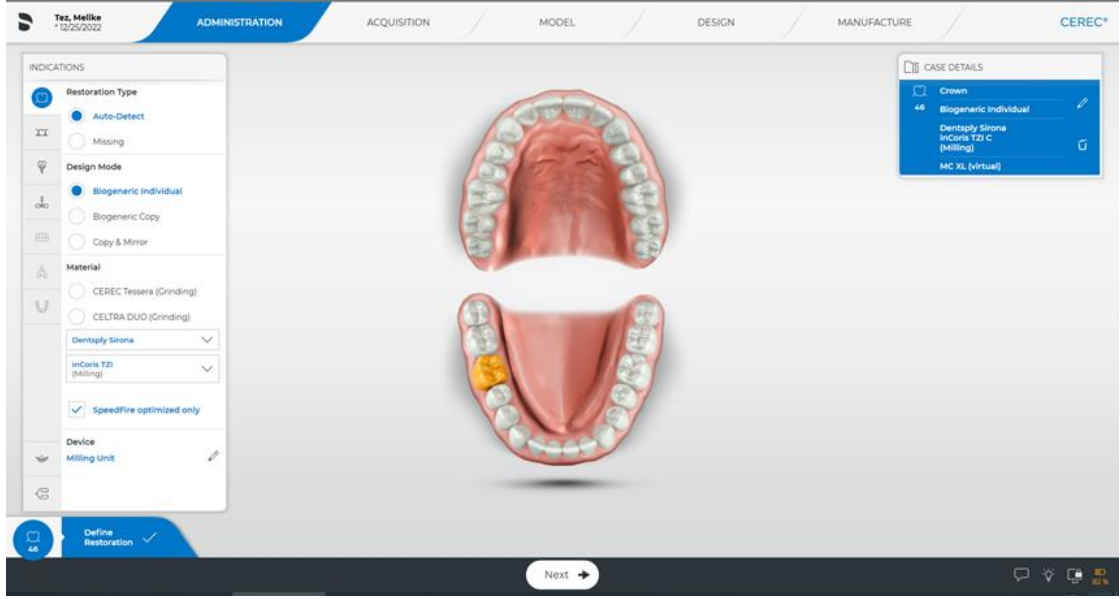 Tez, Melike
* 12/25/2022
ADMINISTRATION
ACQUISITION
MODEL
DESIGN
MANUFACTURE
CEREC®
INDICATIONS
Restoration Type
Auto-Detect
Missing
Design Mode
Biogeneric Individual
Biogeneric Copy
Copy & Mirror
Material
CEREC Tessera (Grinding)
CELTRA DUO (Grinding)
Dentsply Sirona
inCoris TZI
(Milling)
SpeedFire optimized only
Device
Milling Unit
CASE DETAILS
Crown
46
Biogeneric Individual
Dentsply Sirona
inCoris TZI C
(Milling)
MC XL (virtual)
46
Define
Restoration
Next
82 %